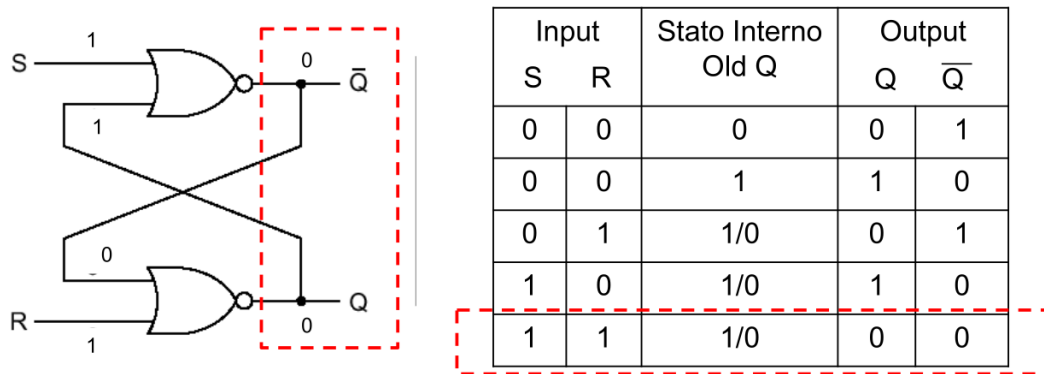 1
S
0
Q̄
1
0
Q
0
R
1
Input Stato Interno Output
S R Old Q Q Q̄
0 0 0 0 1
0 0 1 1 0
0 1 1/0 0 1
1 0 1/0 1 0
1 1 1/0 0 0